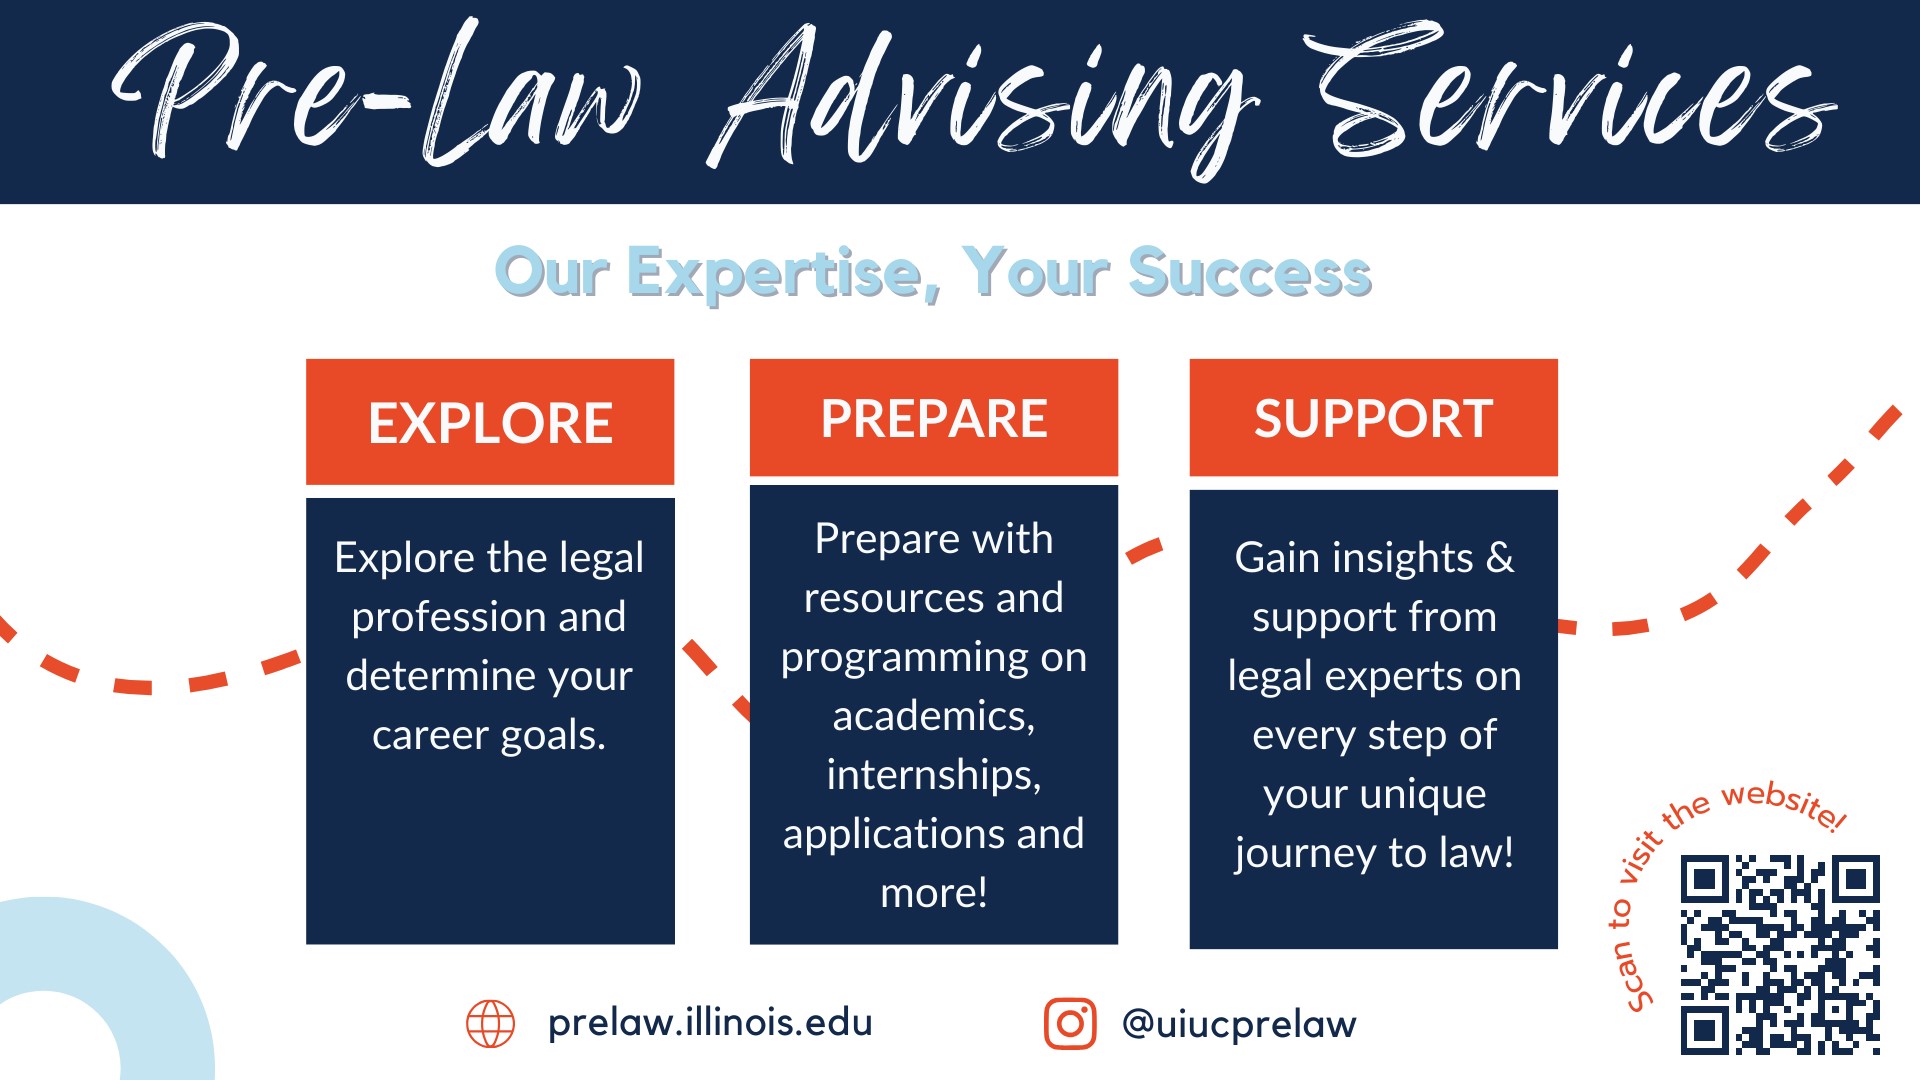 Pre-Law Advising Services
Our Expertise, Your Success
EXPLORE
Explore the legal
profession and
determine your
career goals.
PREPARE
Prepare with
resources and
programming on
academics,
internships,
applications and
more!
SUPPORT
Gain insights &
support from
legal experts on
every step of
your unique
journey to law!
Scan to visit the website!
prelaw.illinois.edu
@uiucprelaw